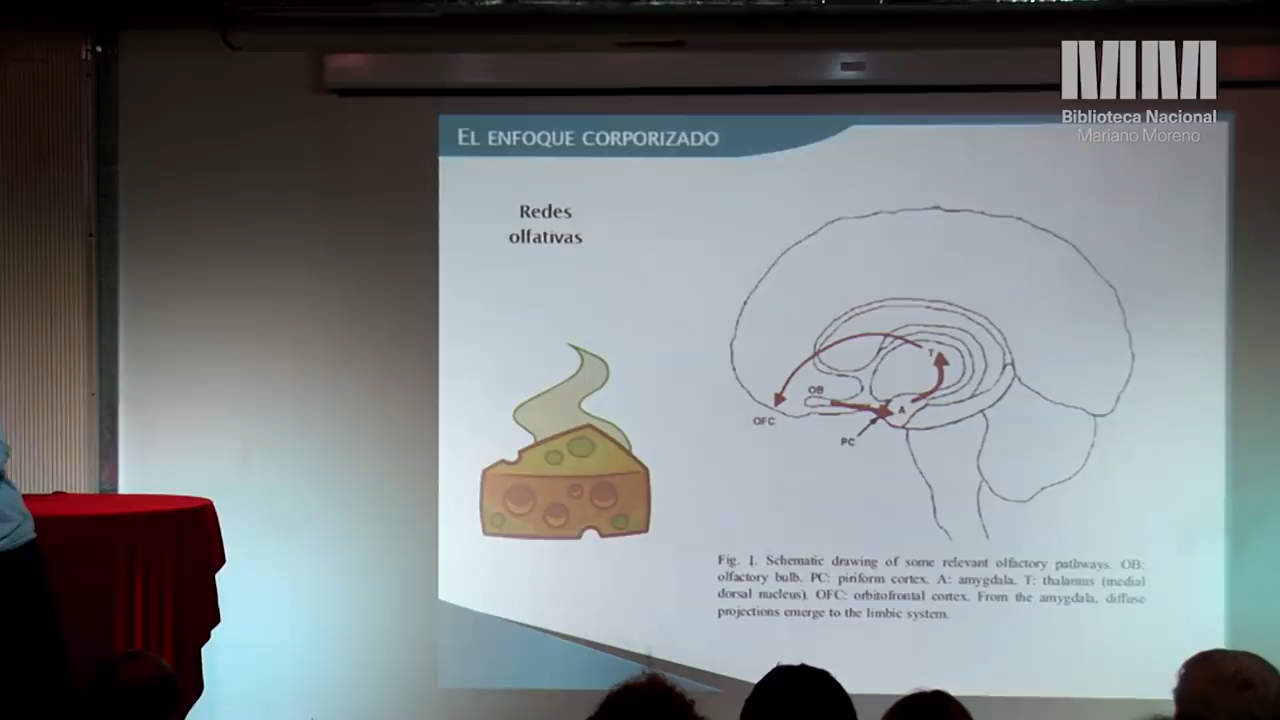 Biblioteca Nacional
Mariano Moreno
EL ENFOQUE CORPORIZADO
Redes
olfativas
T
OB
A
OFC
PC
Fig. 1. Schematic drawing of some relevant olfactory pathways. OB:
olfactory bulb. PC: piriform cortex. A: amygdala. T: thalamus (medial
dorsal nucleus). OFC: orbitofrontal cortex. From the amygdala, diffuse
projections emerge to the limbic system.